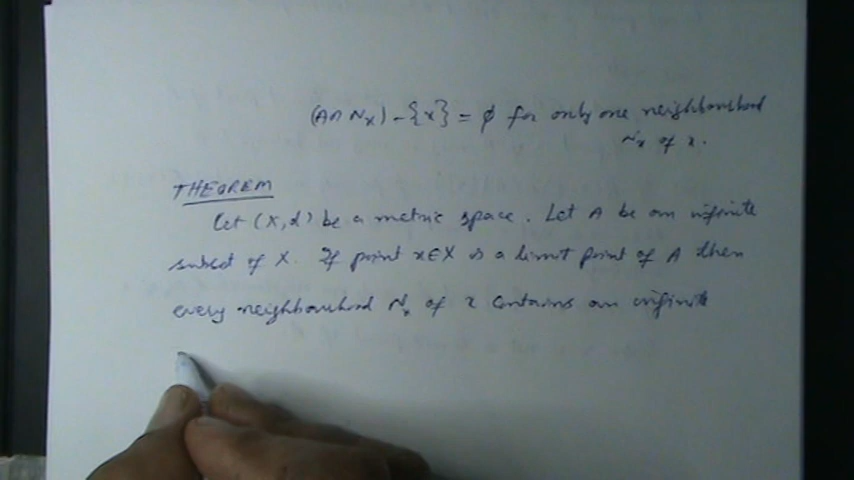 (A∩Nₓ) - {x} = ϕ for only one neighbourhood
Nₓ of x.
THEOREM
Let (X,d) be a metric space. Let A be an infinite
subset of X. If point x∈X is a limit point of A then
every neighbourhood Nₓ of x contains an infinite